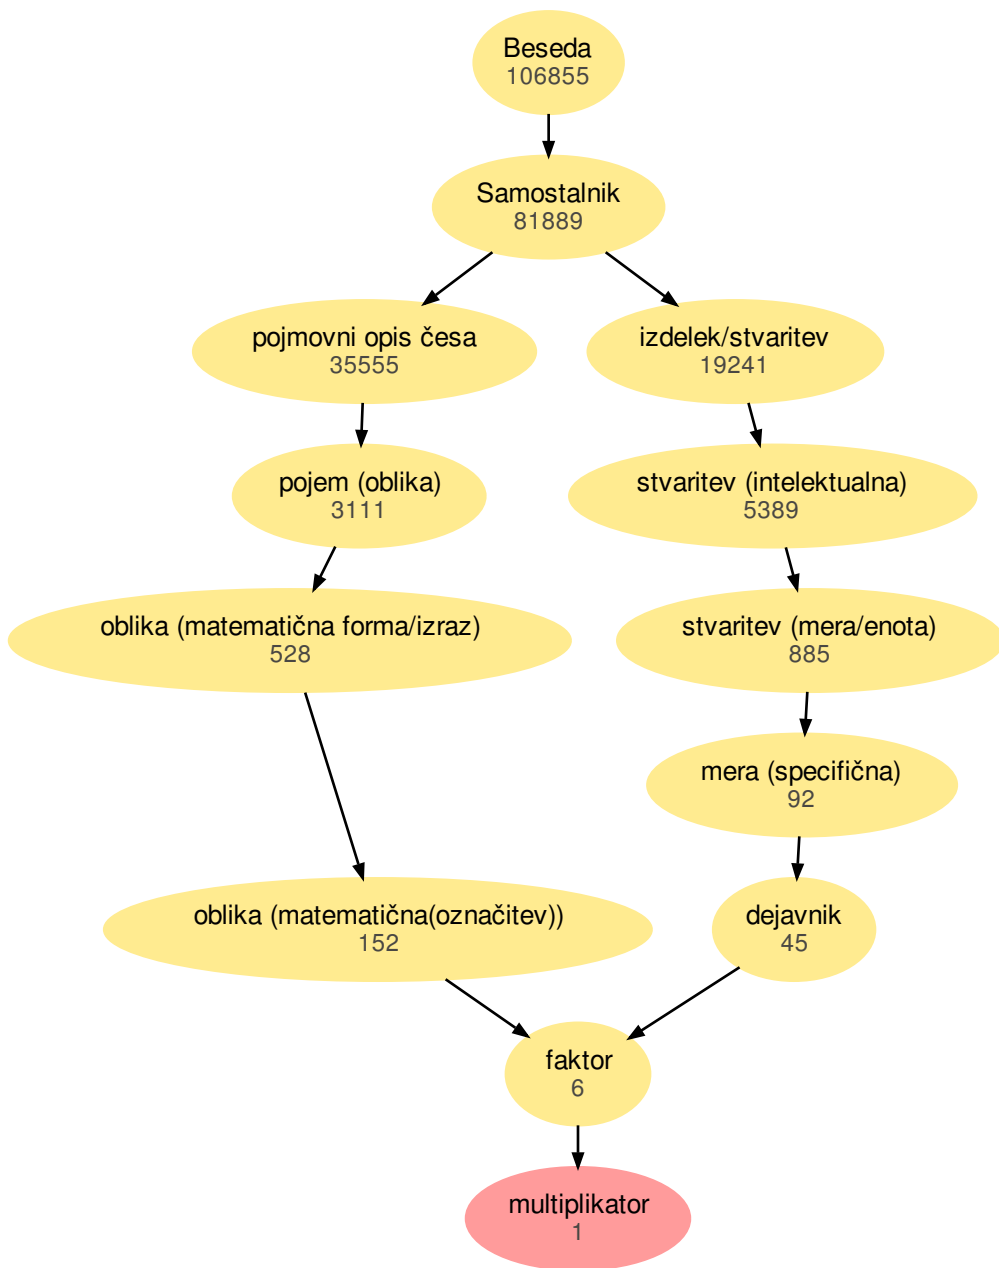 Beseda
106855
Samostalnik
81889
pojmovni opis česa
35555
izdelek/stvaritev
19241
pojem (oblika)
3111
stvaritev (intelektualna)
5389
oblika (matematična forma/izraz)
528
stvaritev (mera/enota)
885
mera (specifična)
92
oblika (matematična(označitev))
152
dejavnik
45
faktor
6
multiplikator
1